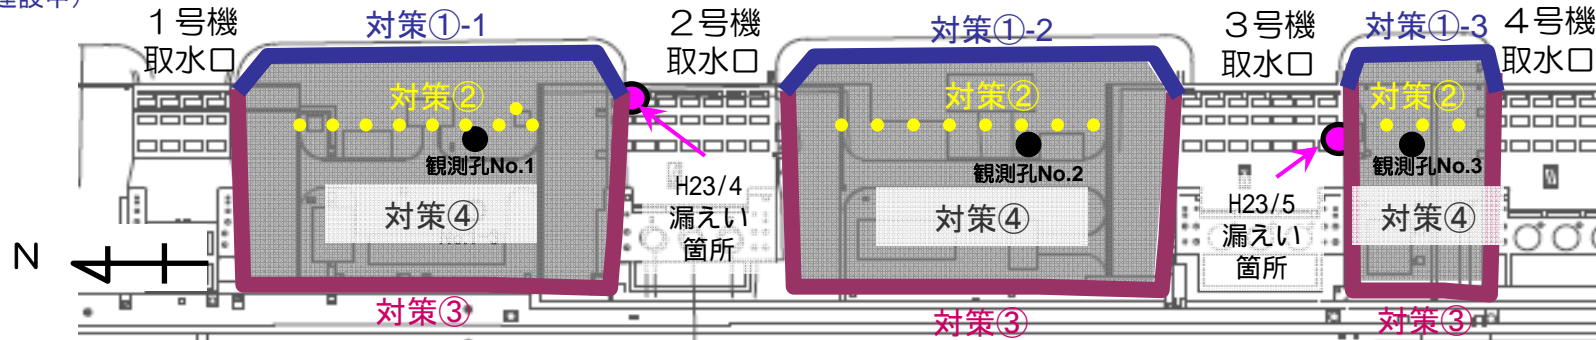 建設中）
1号機
取水口
対策①-1
2号機
取水口
対策①-2
3号機
取水口
対策①-3
4号機
取水口
対策②
対策②
対策②
観測孔No.1
観測孔No.2
観測孔No.3
対策④
H23/4
漏えい
箇所
対策④
H23/5
漏えい
箇所
対策④
N
対策③
対策③
対策③